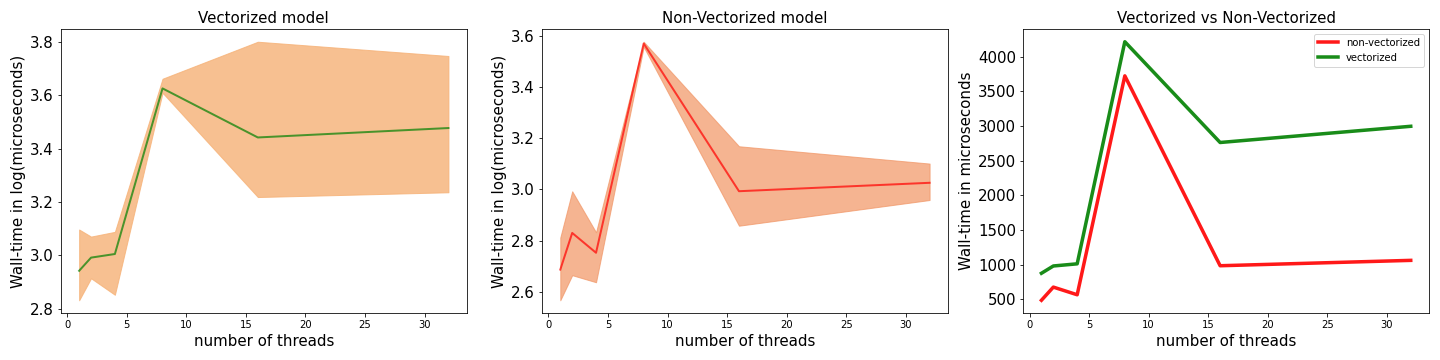 Vectorized model
Wall-time in log(microseconds)
3.8
3.6
3.4
3.2
3.0
2.8
0 5 10 15 20 25 30
number of threads
Non-Vectorized model
Wall-time in log(microseconds)
3.6
3.4
3.2
3.0
2.8
2.6
0 5 10 15 20 25 30
number of threads
Vectorized vs Non-Vectorized
Wall-time in microseconds
4000
3500
3000
2500
2000
1500
1000
500
0 5 10 15 20 25 30
number of threads
non-vectorized
vectorized